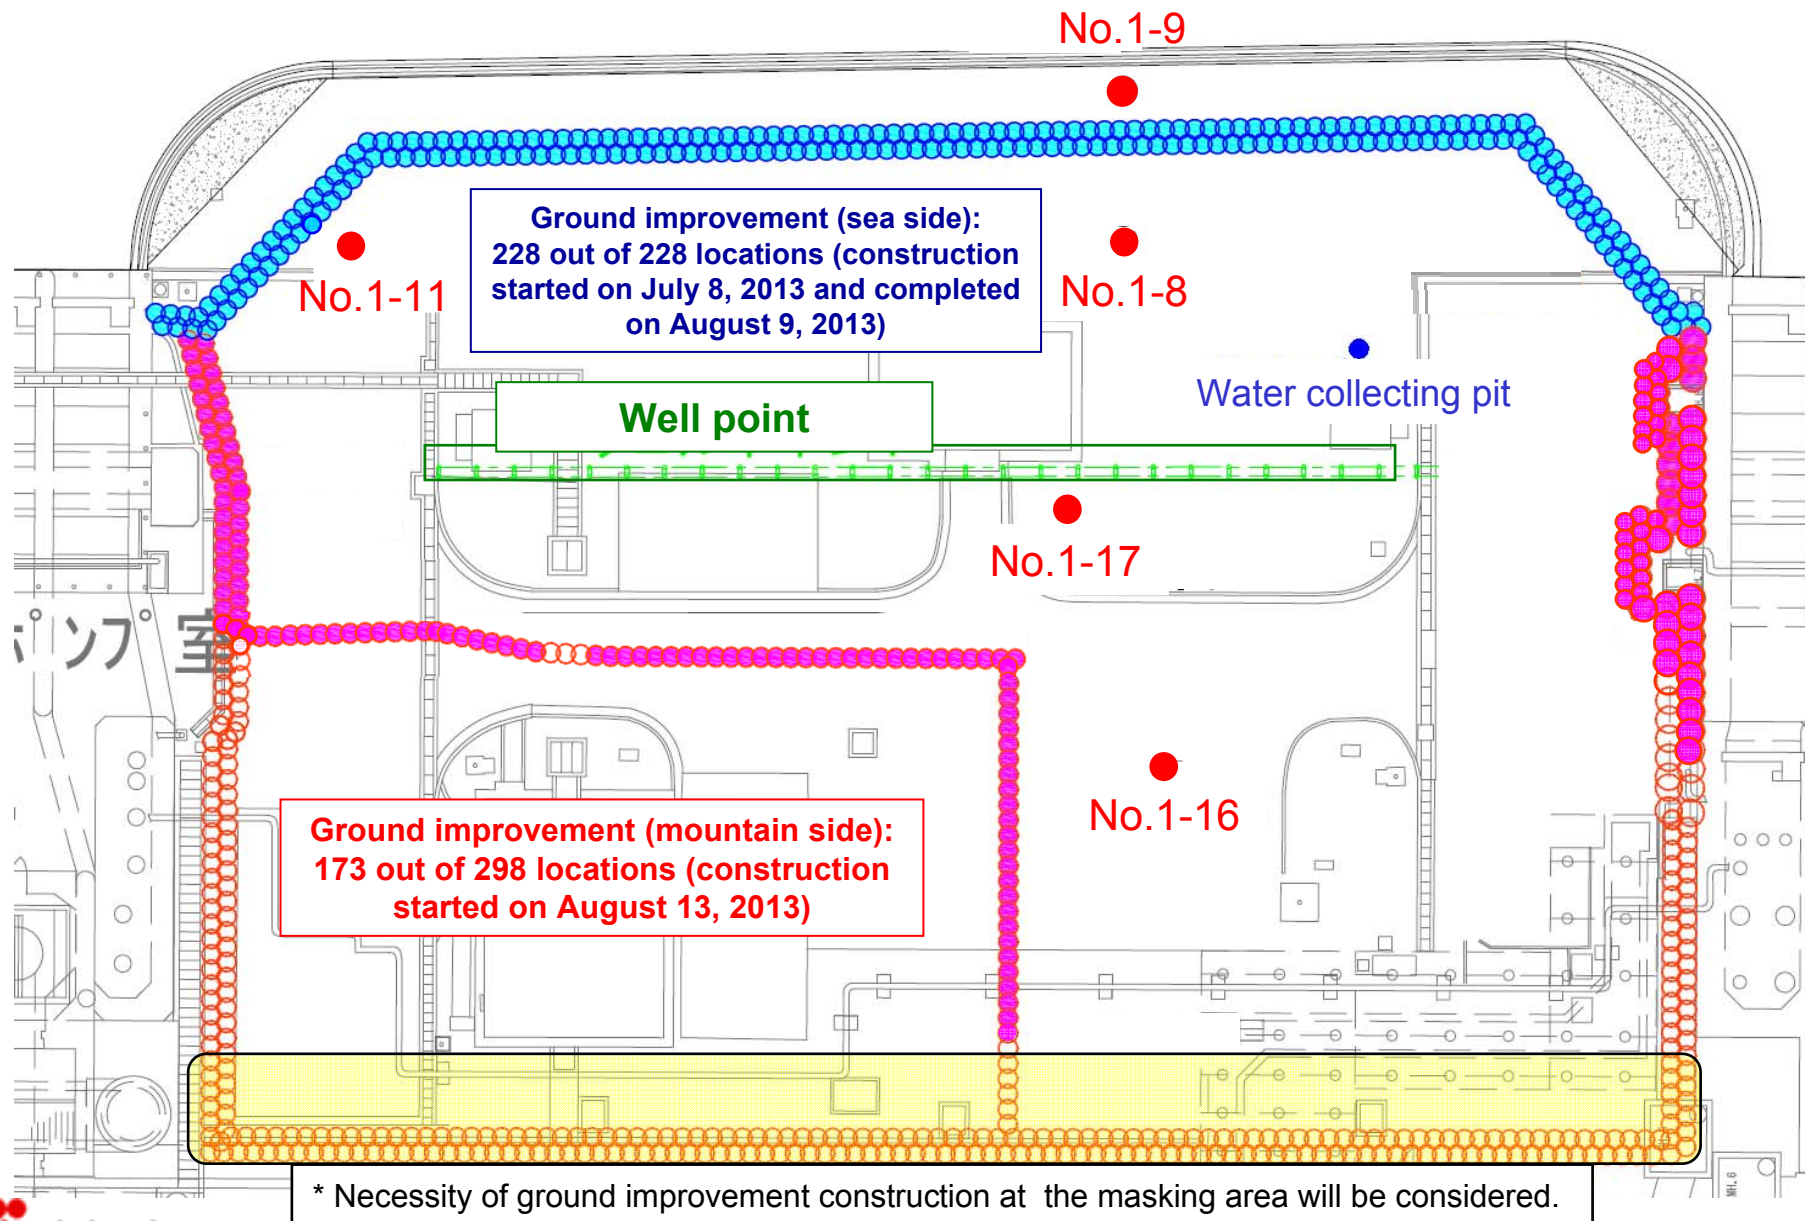 No.1-9
Ground improvement (sea side):
228 out of 228 locations (construction
started on July 8, 2013 and completed
on August 9, 2013)
No.1-11
No.1-8
Water collecting pit
Well point
No.1-17
ポンプ室
No.1-16
Ground improvement (mountain side):
173 out of 298 locations (construction
started on August 13, 2013)
* Necessity of ground improvement construction at the masking area will be considered.